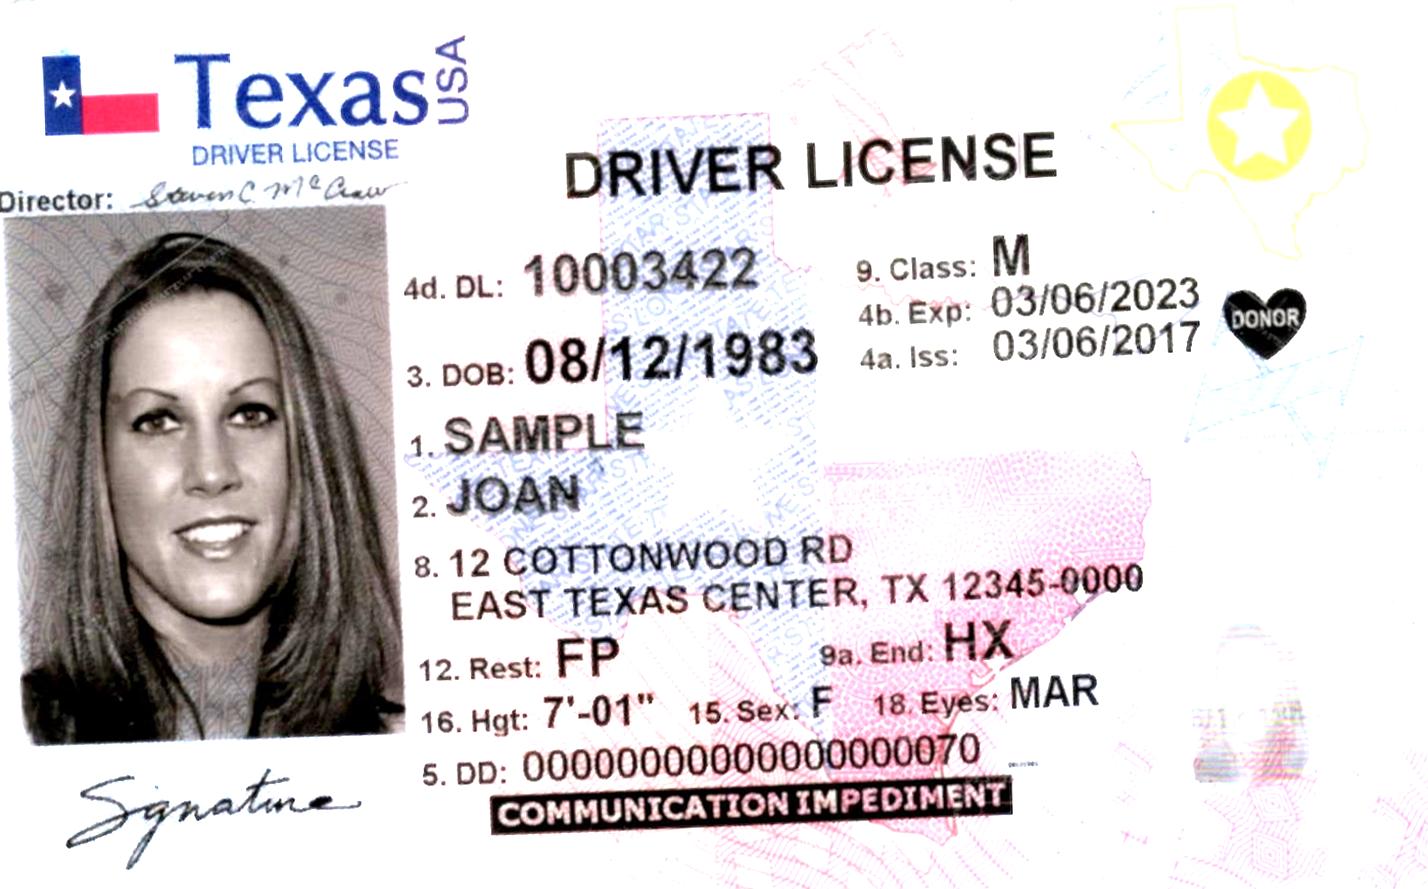 Texas USA
DRIVER LICENSE
Director: Steven C. McCraw
DRIVER LICENSE
4d. DL: 10003422
9. Class: M
4b. Exp: 03/06/2023
4a. Iss: 03/06/2017
DONOR
3. DOB: 08/12/1983
1. SAMPLE
2. JOAN
8. 12 COTTONWOOD RD
EAST TEXAS CENTER, TX 12345-0000
12. Rest: FP
9a. End: HX
16. Hgt: 7'-01" 15. Sex: F 18. Eyes: MAR
5. DD: 00000000000000000070
COMMUNICATION IMPEDIMENT
Signature